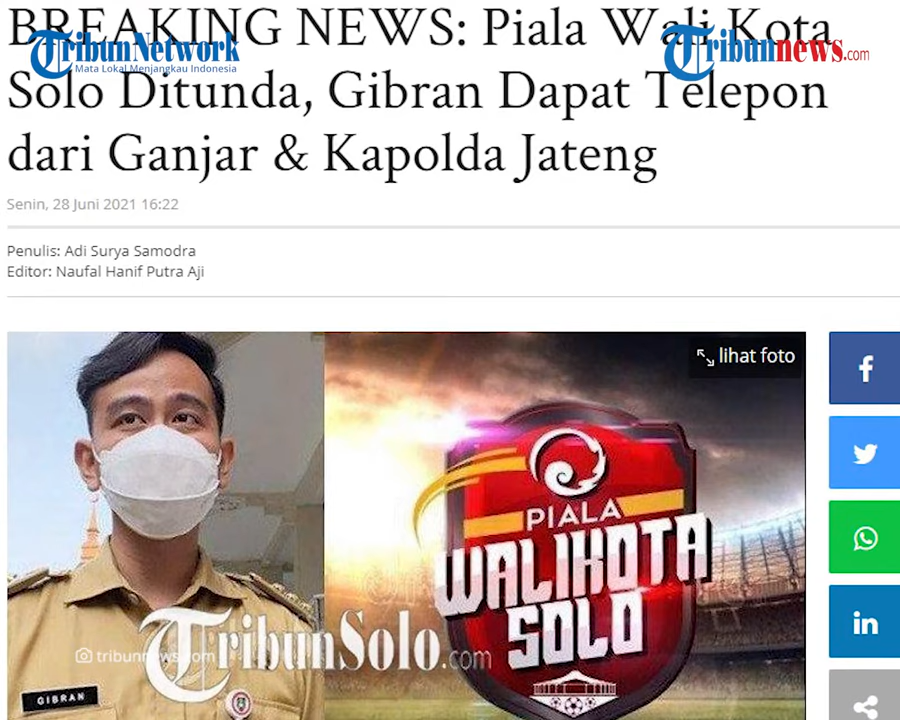 BREAKING NEWS: Piala Wali Kota
Tribun Network
Mata Lokal Menjangkau Indonesia
Tribunnews.com
Solo Ditunda, Gibran Dapat Telepon
dari Ganjar & Kapolda Jateng
Senin, 28 Juni 2021 16:22
Penulis: Adi Surya Samodra
Editor: Naufal Hanif Putra Aji
lihat foto
PIALA
WALIKOTA
SOLO
TribunSolo.com
tribunnews.com
GIBRAN